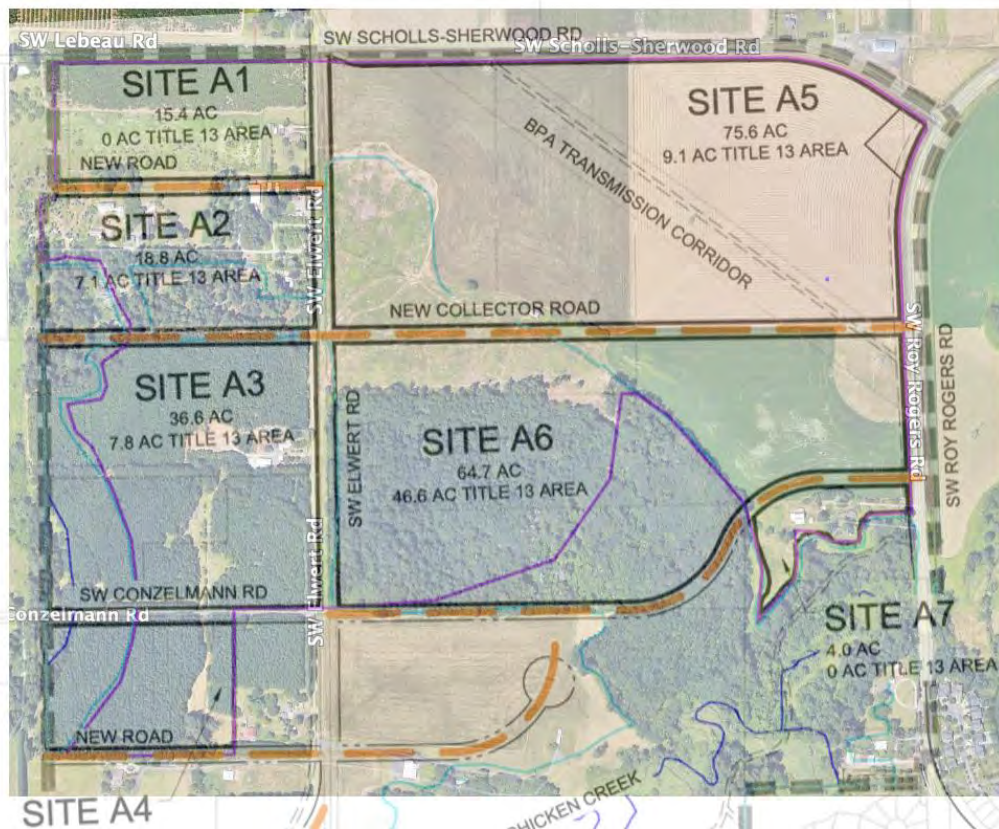 SW Lebeau Rd
SW SCHOLLS-SHERWOOD RD
SW Scholls-Sherwood Rd
SITE A1
15.4 AC
0 AC TITLE 13 AREA
NEW ROAD
SITE A5
75.6 AC
9.1 AC TITLE 13 AREA
BPA TRANSMISSION CORRIDOR
SW Elwert Rd
SITE A2
18.8 AC
7.1 AC TITLE 13 AREA
NEW COLLECTOR ROAD
SW Roy Rogers Rd
SW ROY ROGERS RD
SITE A3
36.6 AC
7.8 AC TITLE 13 AREA
SW ELWERT RD
SITE A6
64.7 AC
46.6 AC TITLE 13 AREA
SW Elwert Rd
SW CONZELMANN RD
Conzelmann Rd
SITE A7
4.0 AC
0 AC TITLE 13 AREA
NEW ROAD
SITE A4
CHICKEN CREEK